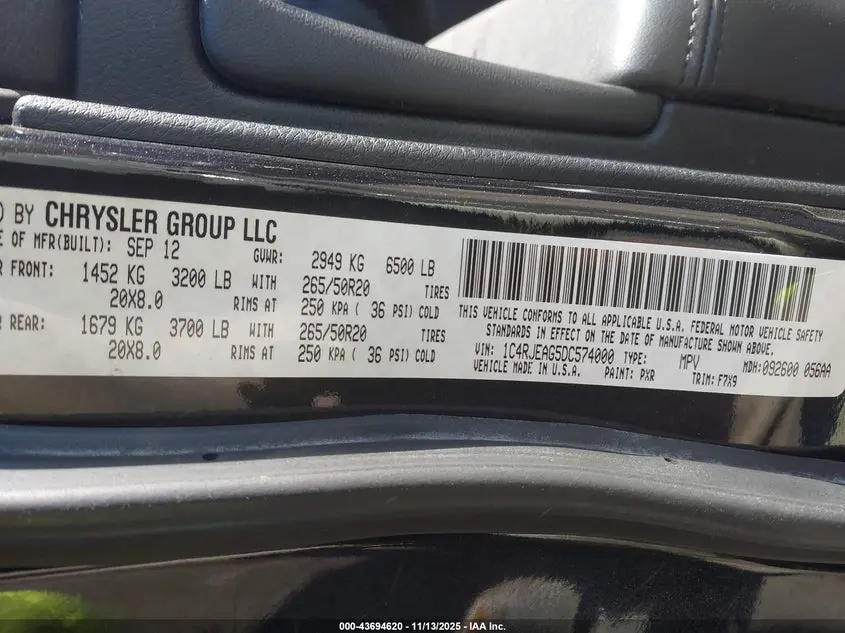 BY CHRYSLER GROUP LLC
E OF MFR(BUILT): SEP 12 GVWR: 2949 KG 6500 LB
R FRONT: 1452 KG 3200 LB WITH 265/50R20 TIRES
20X8.0 RIMS AT 250 KPA ( 36 PSI) COLD
R REAR: 1679 KG 3700 LB WITH 265/50R20 TIRES
20X8.0 RIMS AT 250 KPA ( 36 PSI) COLD
THIS VEHICLE CONFORMS TO ALL APPLICABLE U.S.A. FEDERAL MOTOR VEHICLE SAFETY
STANDARDS IN EFFECT ON THE DATE OF MANUFACTURE SHOWN ABOVE.
VIN: 1C4RJEAG5DC574000 TYPE: MPV MDH:092600 056AA
VEHICLE MADE IN U.S.A. PAINT: PXR TRIM: F7X9
000-43694620 | 11/13/2025 - IAA Inc.